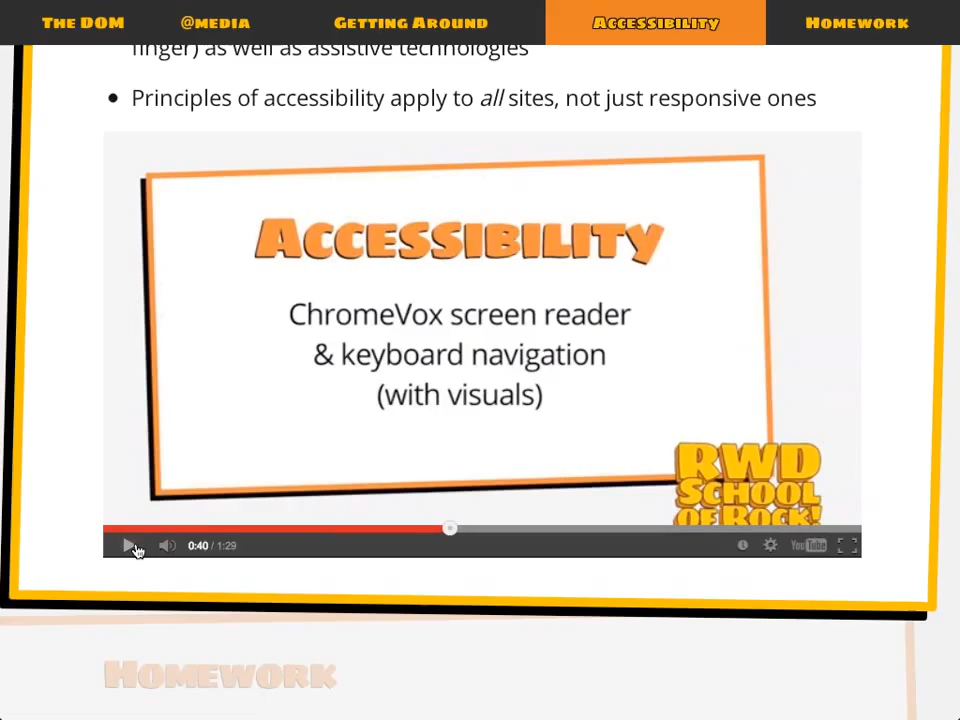 The DOM @media Getting Around Accessibility Homework
finger) as well as assistive technologies
Principles of accessibility apply to all sites, not just responsive ones
Accessibility
ChromeVox screen reader
& keyboard navigation
(with visuals)
RWD
School
of Rock!
0:40 / 1:29 YouTube
Homework